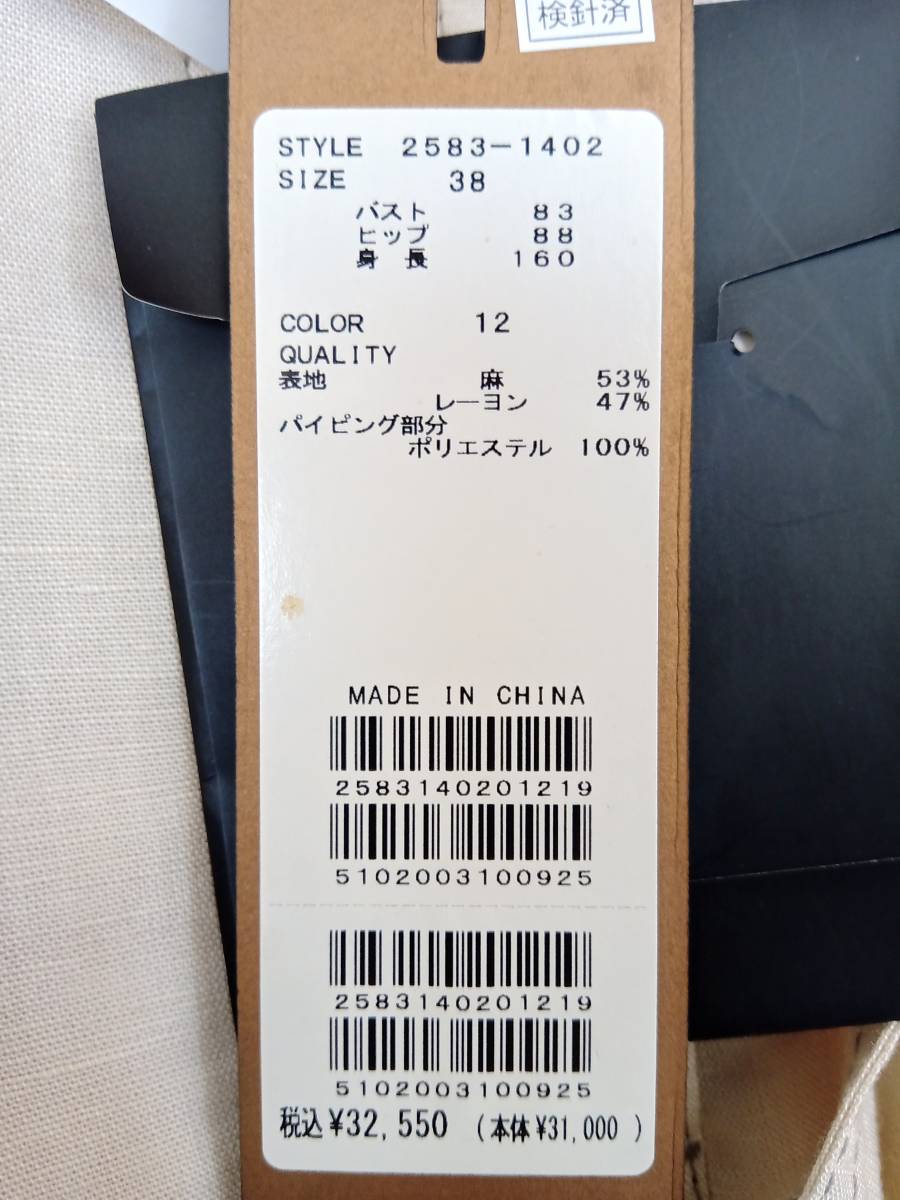 検針済
STYLE 2583-1402
SIZE 38
バスト 83
ヒップ 88
身長 160
COLOR 12
QUALITY
表地 麻 53%
レーヨン 47%
パイピング部分
ポリエステル 100%
MADE IN CHINA
2583140201219
5102003100925
2583140201219
5102003100925
税込 ¥32,550 (本体 ¥31,000 )